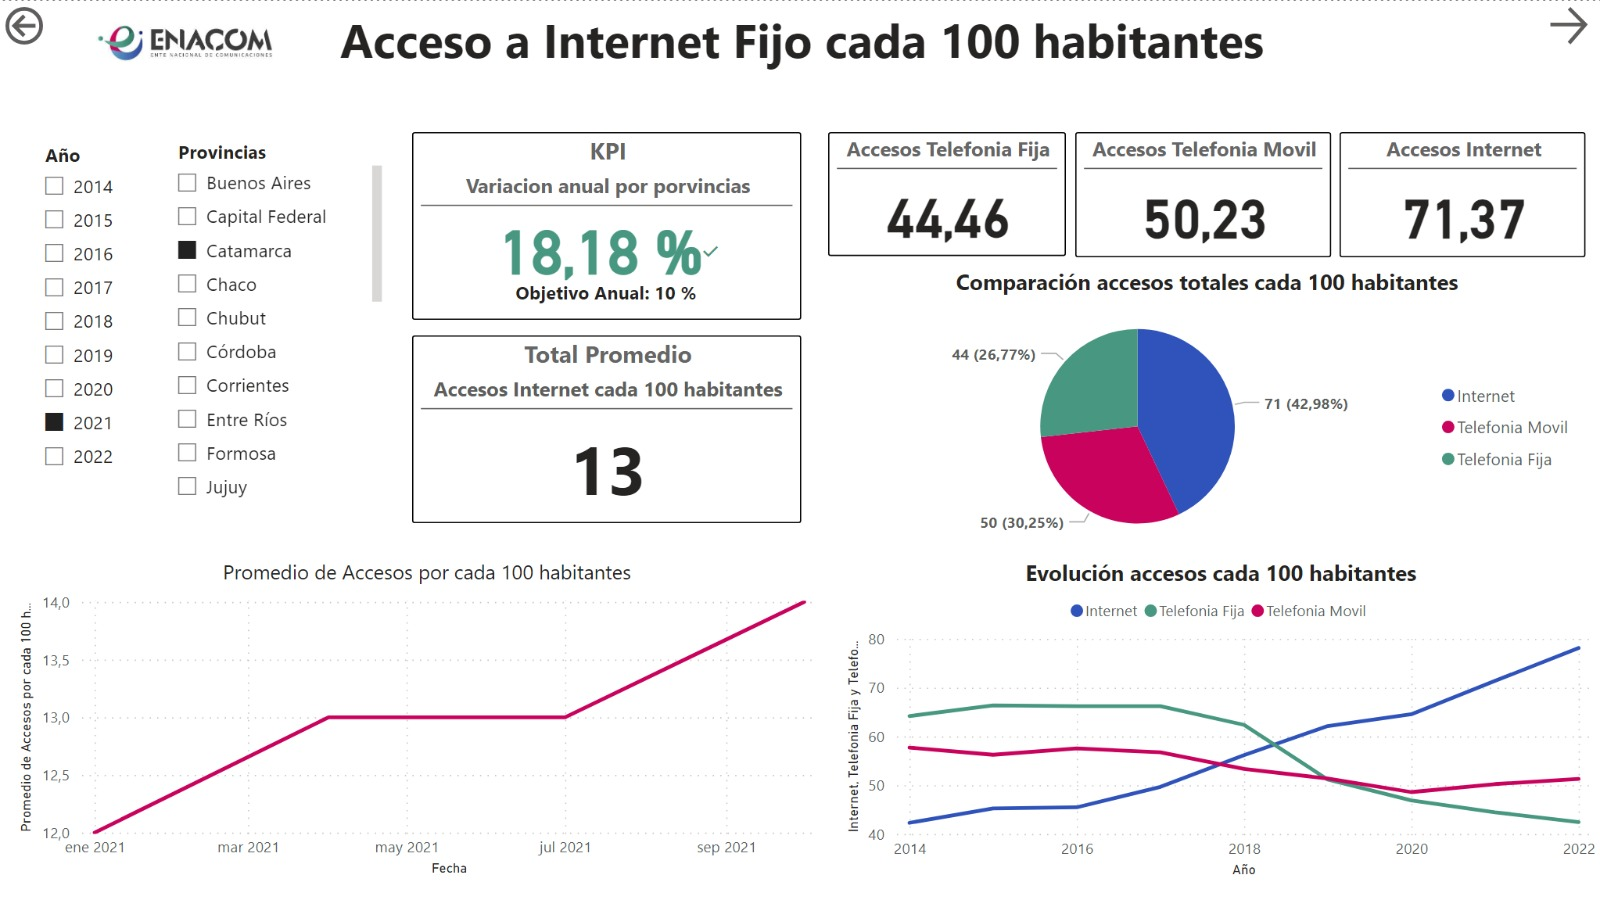 ENACOM
ENTE NACIONAL DE COMUNICACIONES
Acceso a Internet Fijo cada 100 habitantes
Año
2014
2015
2016
2017
2018
2019
2020
2021
2022
Provincias
Buenos Aires
Capital Federal
Catamarca
Chaco
Chubut
Córdoba
Corrientes
Entre Ríos
Formosa
Jujuy
KPI
Variacion anual por porvincias
18,18 %
Objetivo Anual: 10 %
Total Promedio
Accesos Internet cada 100 habitantes
13
Accesos Telefonia Fija
44,46
Accesos Telefonia Movil
50,23
Accesos Internet
71,37
Comparación accesos totales cada 100 habitantes
44 (26,77%)
71 (42,98%)
50 (30,25%)
Internet
Telefonia Movil
Telefonia Fija
Promedio de Accesos por cada 100 habitantes
Promedio de Accesos por cada 100 h...
14,0
13,5
13,0
12,5
12,0
ene 2021
mar 2021
may 2021
jul 2021
sep 2021
Fecha
Evolución accesos cada 100 habitantes
Internet
Telefonia Fija
Telefonia Movil
Internet, Telefonia Fija y Telefo...
80
70
60
50
40
2014
2016
2018
2020
2022
Año